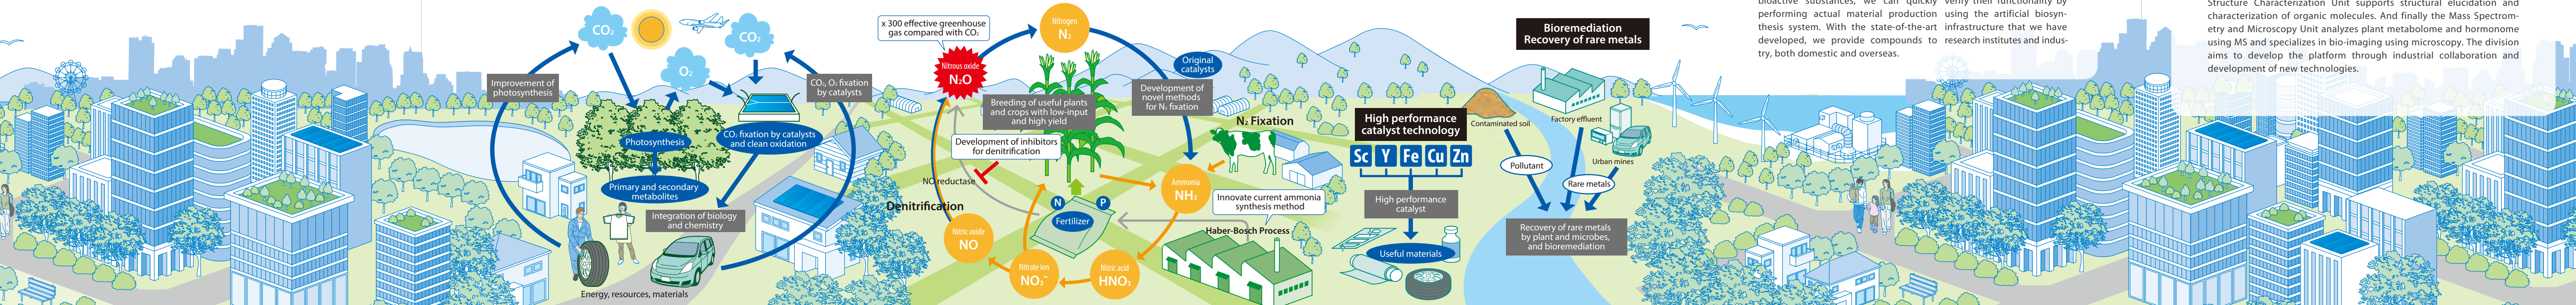 CO2
CO2
O2
Improvement of
photosynthesis
CO2, O2 fixation
by catalysts
Photosynthesis
CO2 fixation by catalysts
and clean oxidation
Primary and secondary
metabolites
Integration of biology
and chemistry
Energy, resources, materials
x 300 effective greenhouse
gas compared with CO2
Nitrous oxide
N2O
Nitrogen
N2
Original
catalysts
Breeding of useful plants
and crops with low-input
and high yield
Development of
novel methods
for N2 fixation
N2 Fixation
Development of inhibitors
for denitrification
NO reductase
Denitrification
N
P
Fertilizer
Ammonia
NH3
Innovate current ammonia
synthesis method
Haber-Bosch Process
Nitric oxide
NO
Nitrate ion
NO3−
Nitric acid
HNO3
High performance
catalyst technology
Sc Y Fe Cu Zn
High performance
catalyst
Useful materials
Bioremediation
Recovery of rare metals
Contaminated soil
Factory effluent
Urban mines
Pollutant
Rare metals
Recovery of rare metals
by plant and microbes,
and bioremediation
bioactive substances, we can quickly
performing actual material production
thesis system. With the state-of-the-art
developed, we provide compounds to
try, both domestic and overseas.
verify their functionality by
using the artificial biosyn-
infrastructure that we have
research institutes and indus-
Structure Characterization Unit supports structural elucidation and
characterization of organic molecules. And finally the Mass Spectrom-
etry and Microscopy Unit analyzes plant metabolome and hormonome
using MS and specializes in bio-imaging using microscopy. The division
aims to develop the platform through industrial collaboration and
development of new technologies.